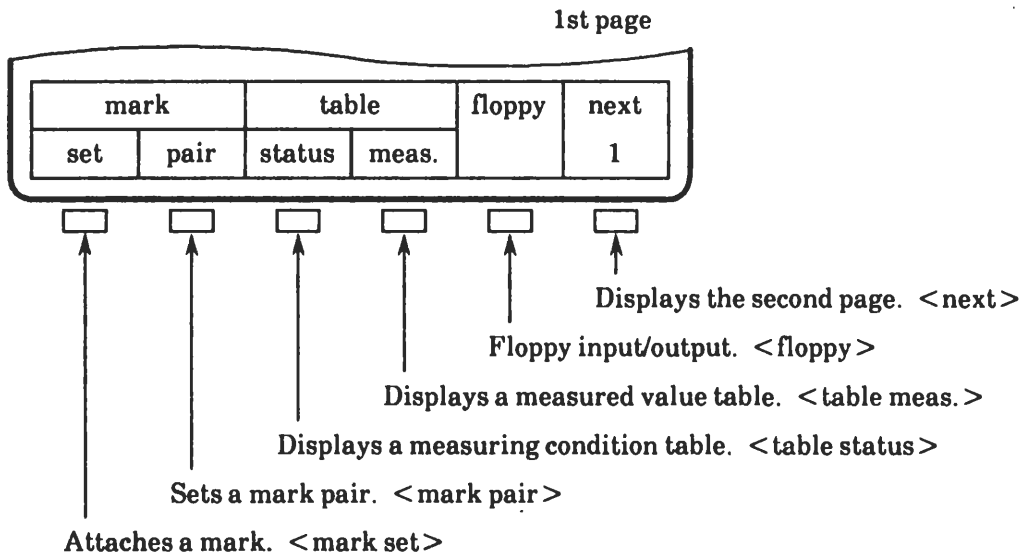 1st page
mark table floppy next
set pair status meas. 1
Displays the second page. <next>
Floppy input/output. <floppy>
Displays a measured value table. <table meas.>
Displays a measuring condition table. <table status>
Sets a mark pair. <mark pair>
Attaches a mark. <mark set>